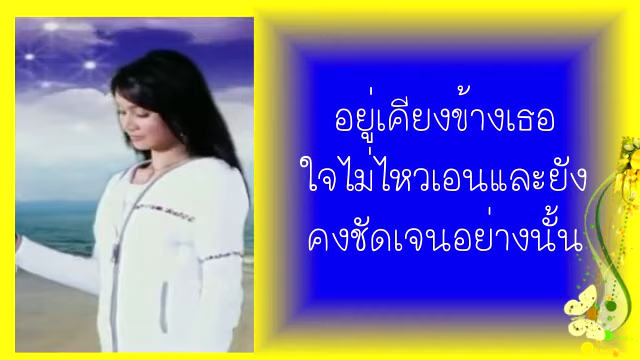 อยู่เคียงข้างเธอ
ใจไม่ไหวเอนและยัง
คงชัดเจนอย่างนั้น